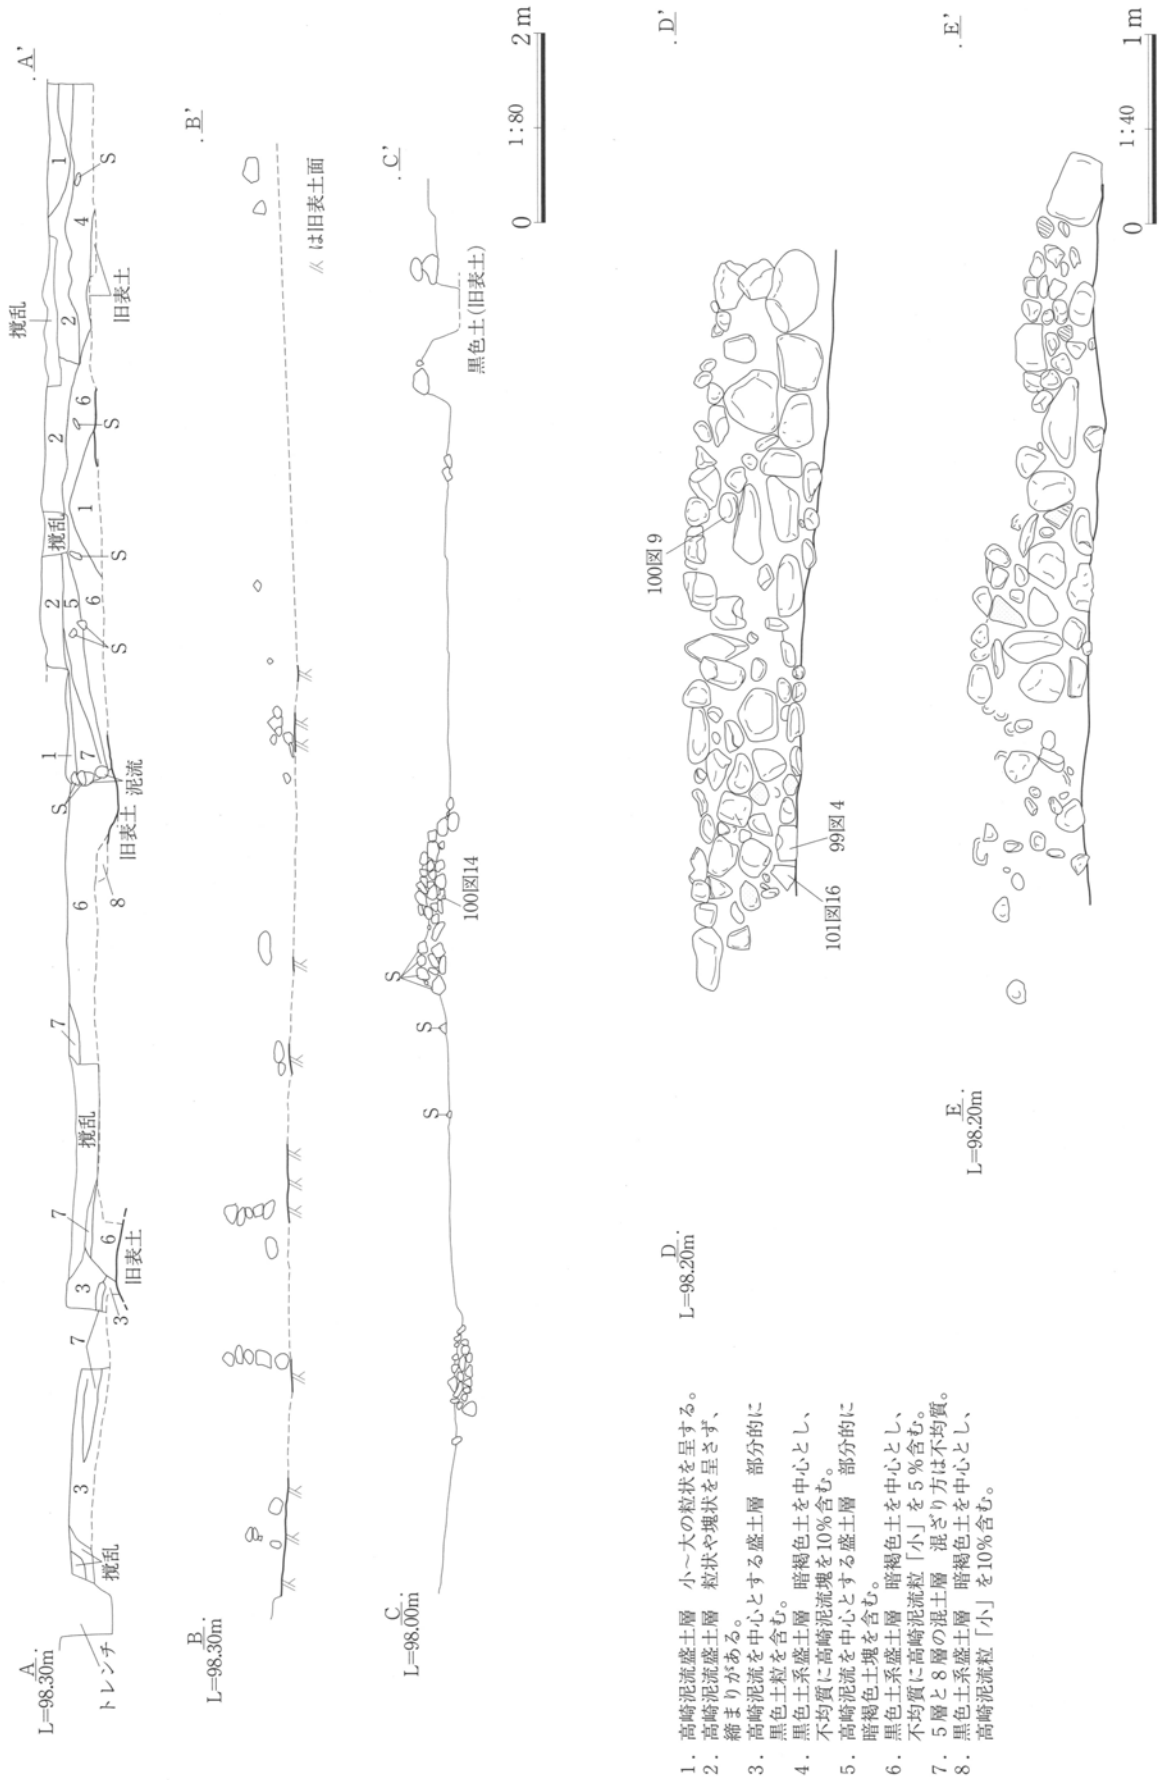 A
L=98.30m
A'
トレンチ
攪乱
3
7
3
3
6
旧表土
7
攪乱
7
6
8
旧表土
泥流
S
1
7
2
5
6
S
攪乱
S
1
2
6
S
攪乱
2
4
旧表土
1
S
B
L=98.30m
B'
は旧表土面
C
L=98.00m
C'
S
S
S
100図14
黒色土(旧表土)
0
1:80
2m
D
L=98.20m
D'
101図16
99図4
100図9
E
L=98.20m
E'
0
1:40
1m
1. 高崎泥流盛土層 小~大の粒状を呈する。
2. 高崎泥流盛土層 粒状や塊状を呈さず、
締まりがある。
3. 高崎泥流を中心とする盛土層 部分的に
黒色土粒を含む。
4. 黒色土系盛土層 暗褐色土を中心とし、
不均質に高崎泥流塊を10%含む。
5. 高崎泥流を中心とする盛土層 部分的に
暗褐色土塊を含む。
6. 黒色土系盛土層 暗褐色土を中心とし、
不均質に高崎泥流粒「小」を5%含む。
7. 5層と8層の混土層 混ざり方は不均質。
8. 黒色土系盛土層 暗褐色土を中心とし、
高崎泥流粒「小」を10%含む。